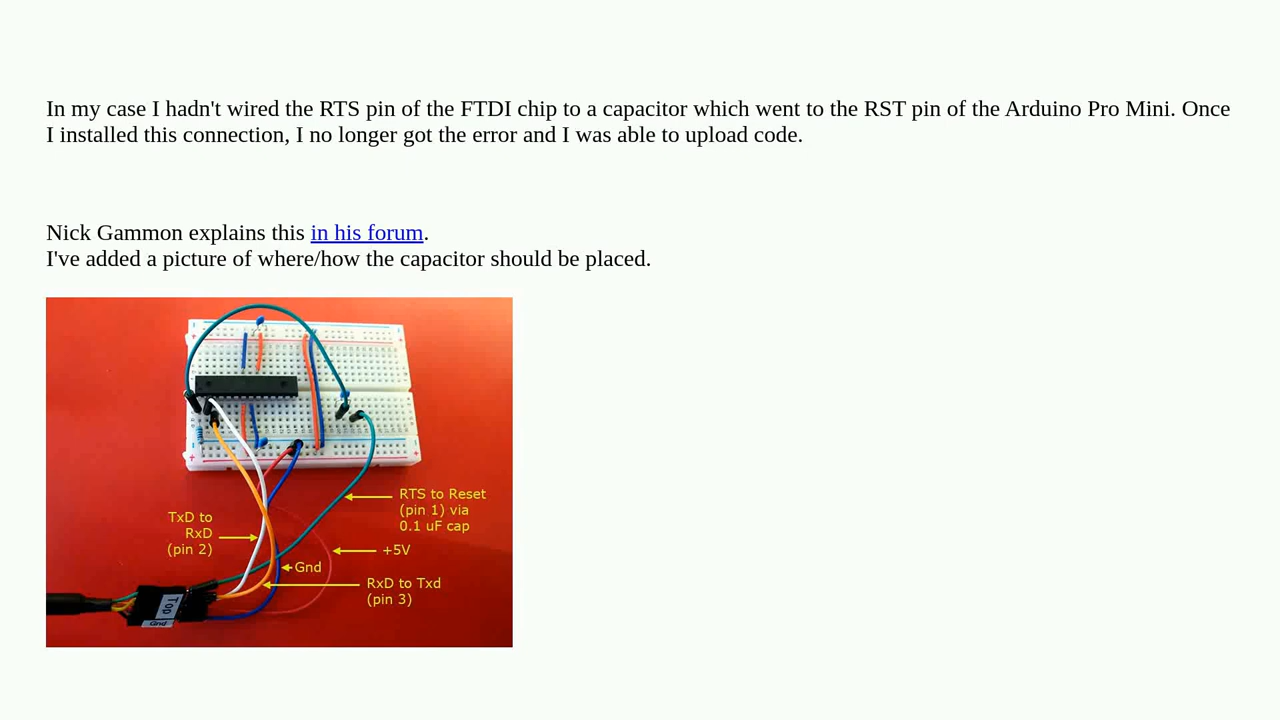 In my case I hadn't wired the RTS pin of the FTDI chip to a capacitor which went to the RST pin of the Arduino Pro Mini. Once
I installed this connection, I no longer got the error and I was able to upload code.
Nick Gammon explains this in his forum.
I've added a picture of where/how the capacitor should be placed.
RTS to Reset
(pin 1) via
0.1 uF cap
TxD to
RxD
(pin 2)
+5V
Gnd
RxD to Txd
(pin 3)
Top
Gnd